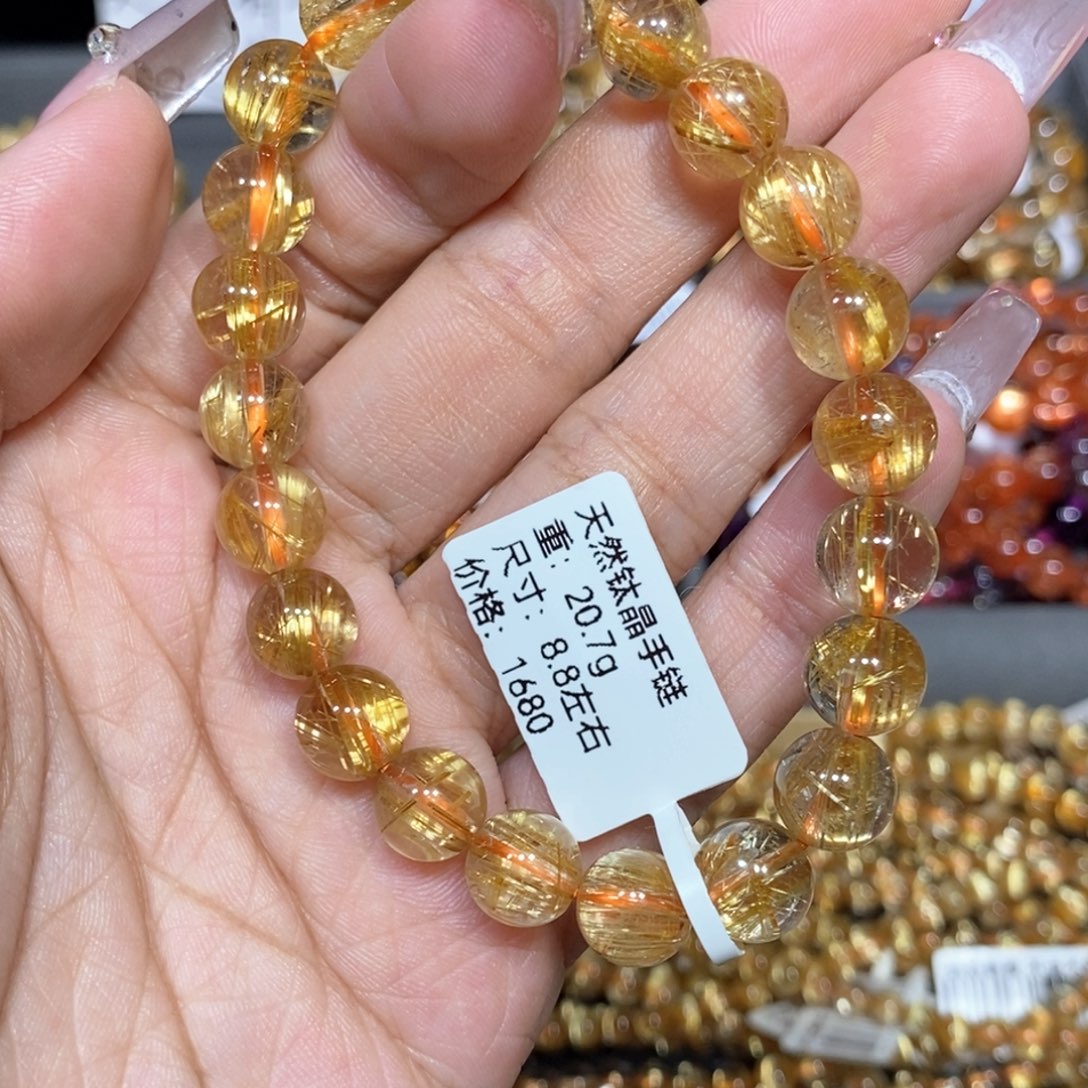 天然钛晶手链
重: 20.7g
尺寸: 8.8左右
价格: 1680